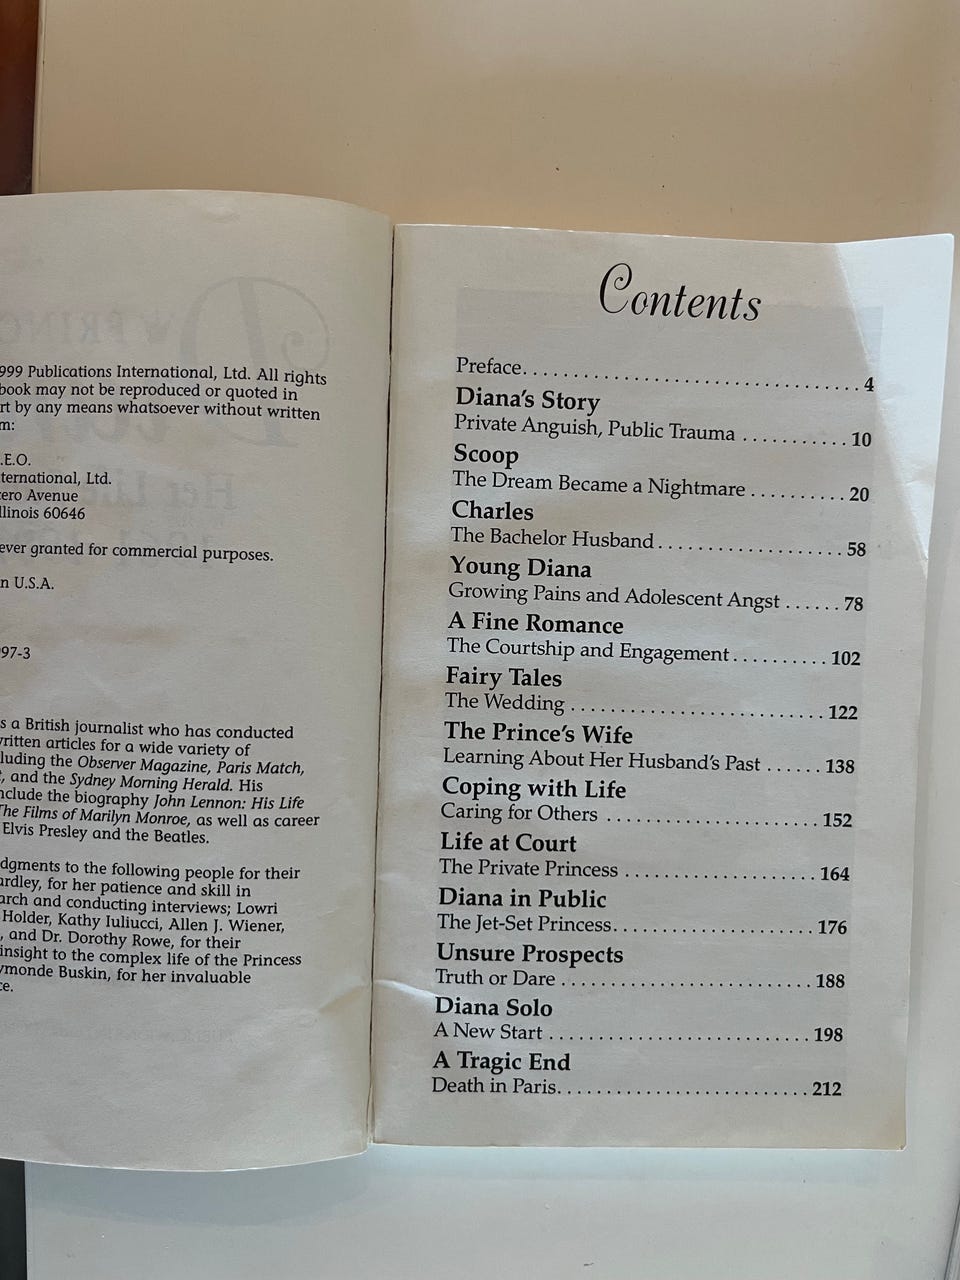 999 Publications International, Ltd. All rights
book may not be reproduced or quoted in
rt by any means whatsoever without written
m:
.E.O.
ternational, Ltd.
cero Avenue
llinois 60646
ever granted for commercial purposes.
n U.S.A.
97-3
s a British journalist who has conducted
written articles for a wide variety of
luding the Observer Magazine, Paris Match,
, and the Sydney Morning Herald. His
nclude the biography John Lennon: His Life
The Films of Marilyn Monroe, as well as career
Elvis Presley and the Beatles.
dgments to the following people for their
ardley, for her patience and skill in
arch and conducting interviews; Lowri
Holder, Kathy Iuliucci, Allen J. Wiener,
, and Dr. Dorothy Rowe, for their
insight to the complex life of the Princess
ymonde Buskin, for her invaluable
ce.
Contents
Preface. . . . . . . . . . . . . . . . . . . . . . . . . . . . . . . . . . 4
Diana's Story
Private Anguish, Public Trauma . . . . . . . . . . . 10
Scoop
The Dream Became a Nightmare . . . . . . . . . . 20
Charles
The Bachelor Husband . . . . . . . . . . . . . . . . . . . 58
Young Diana
Growing Pains and Adolescent Angst . . . . . . 78
A Fine Romance
The Courtship and Engagement . . . . . . . . . . 102
Fairy Tales
The Wedding . . . . . . . . . . . . . . . . . . . . . . . . . . 122
The Prince's Wife
Learning About Her Husband's Past . . . . . . 138
Coping with Life
Caring for Others . . . . . . . . . . . . . . . . . . . . . . 152
Life at Court
The Private Princess . . . . . . . . . . . . . . . . . . . . 164
Diana in Public
The Jet-Set Princess. . . . . . . . . . . . . . . . . . . . . 176
Unsure Prospects
Truth or Dare . . . . . . . . . . . . . . . . . . . . . . . . . . 188
Diana Solo
A New Start . . . . . . . . . . . . . . . . . . . . . . . . . . . 198
A Tragic End
Death in Paris. . . . . . . . . . . . . . . . . . . . . . . . . . 212